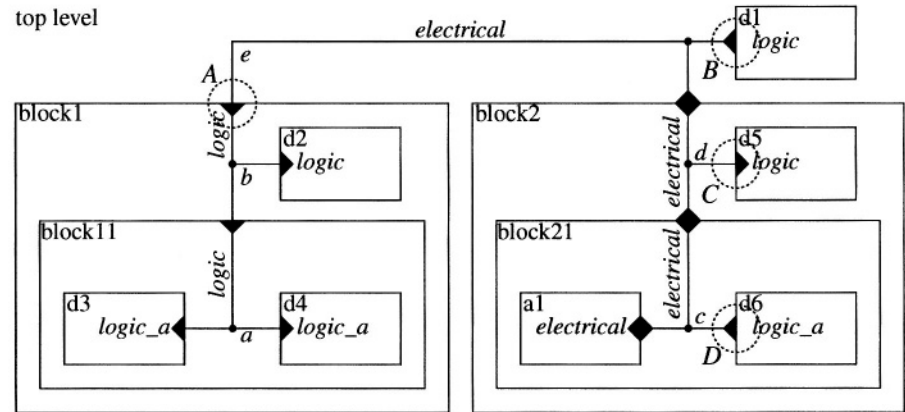 top level
electrical
d1
logic
e
A
B
block1
block2
logic
d2
logic
b
electrical
d
d5
logic
C
block11
block21
logic
electrical
d3
logic_a
a
d4
logic_a
a1
electrical
c
d6
logic_a
D